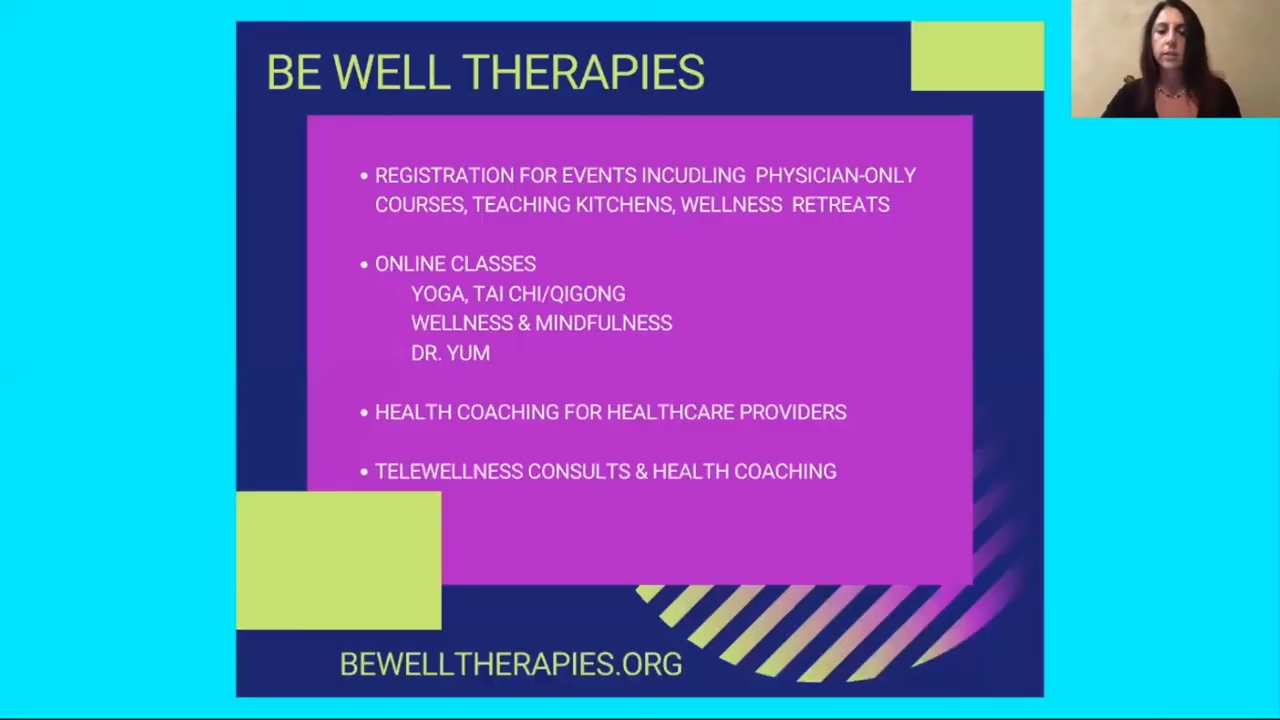 BE WELL THERAPIES
• REGISTRATION FOR EVENTS INCUDLING PHYSICIAN-ONLY
COURSES, TEACHING KITCHENS, WELLNESS RETREATS
• ONLINE CLASSES
YOGA, TAI CHI/QIGONG
WELLNESS & MINDFULNESS
DR. YUM
• HEALTH COACHING FOR HEALTHCARE PROVIDERS
• TELEWELLNESS CONSULTS & HEALTH COACHING
BEWELLTHERAPIES.ORG